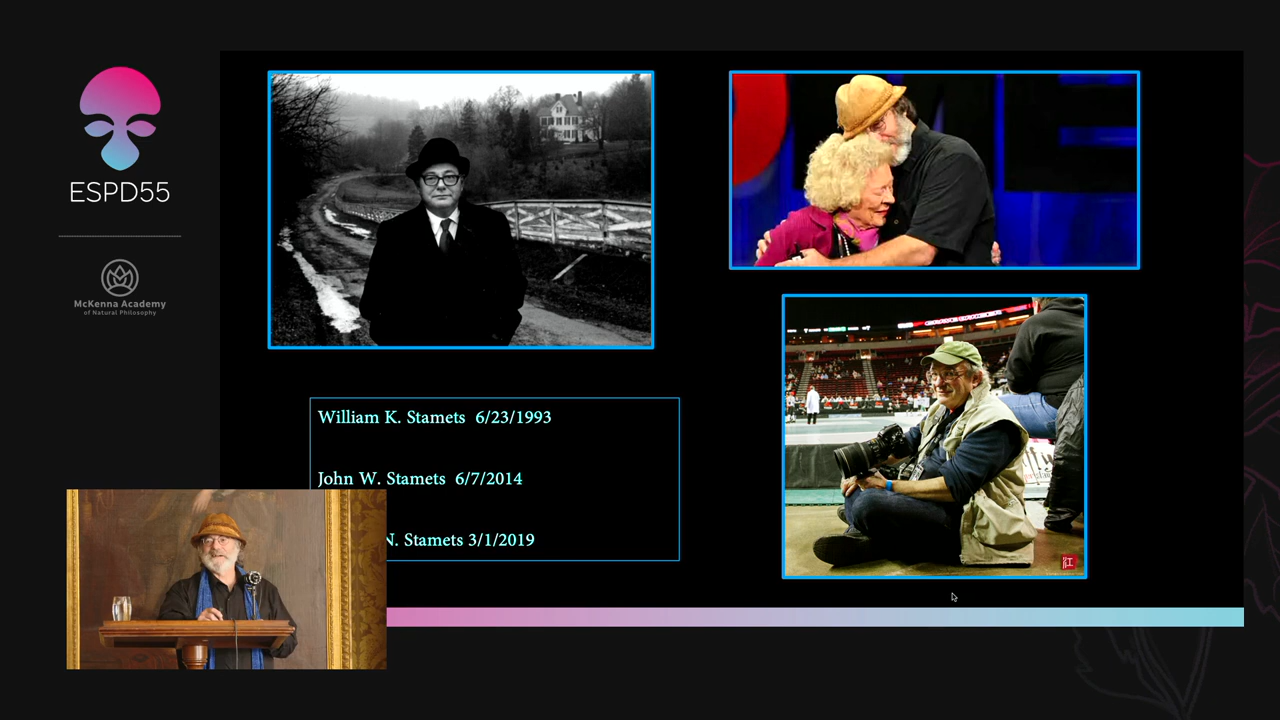 ESPD55
McKenna Academy
of Natural Philosophy
William K. Stamets 6/23/1993
John W. Stamets 6/7/2014
N. Stamets 3/1/2019